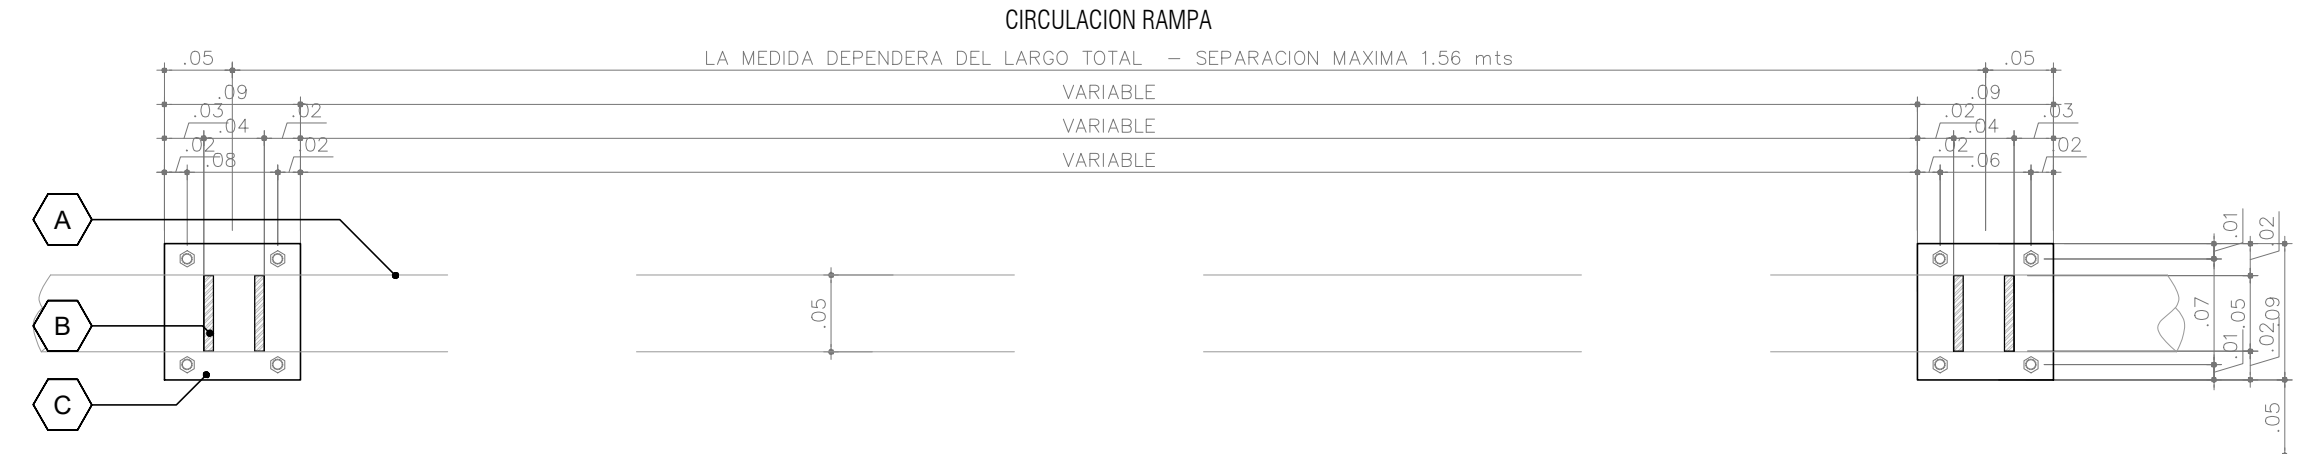 CIRCULACION RAMPA
.05 LA MEDIDA DEPENDERA DEL LARGO TOTAL - SEPARACION MAXIMA 1.56 mts .05
.09 VARIABLE .09
.03 .04 .02 VARIABLE .02 .04 .03
.02 .08 .02 VARIABLE .02 .06 .02
A
B
C
.05
.01 .02
.07 .05 .09
.01 .02
.05